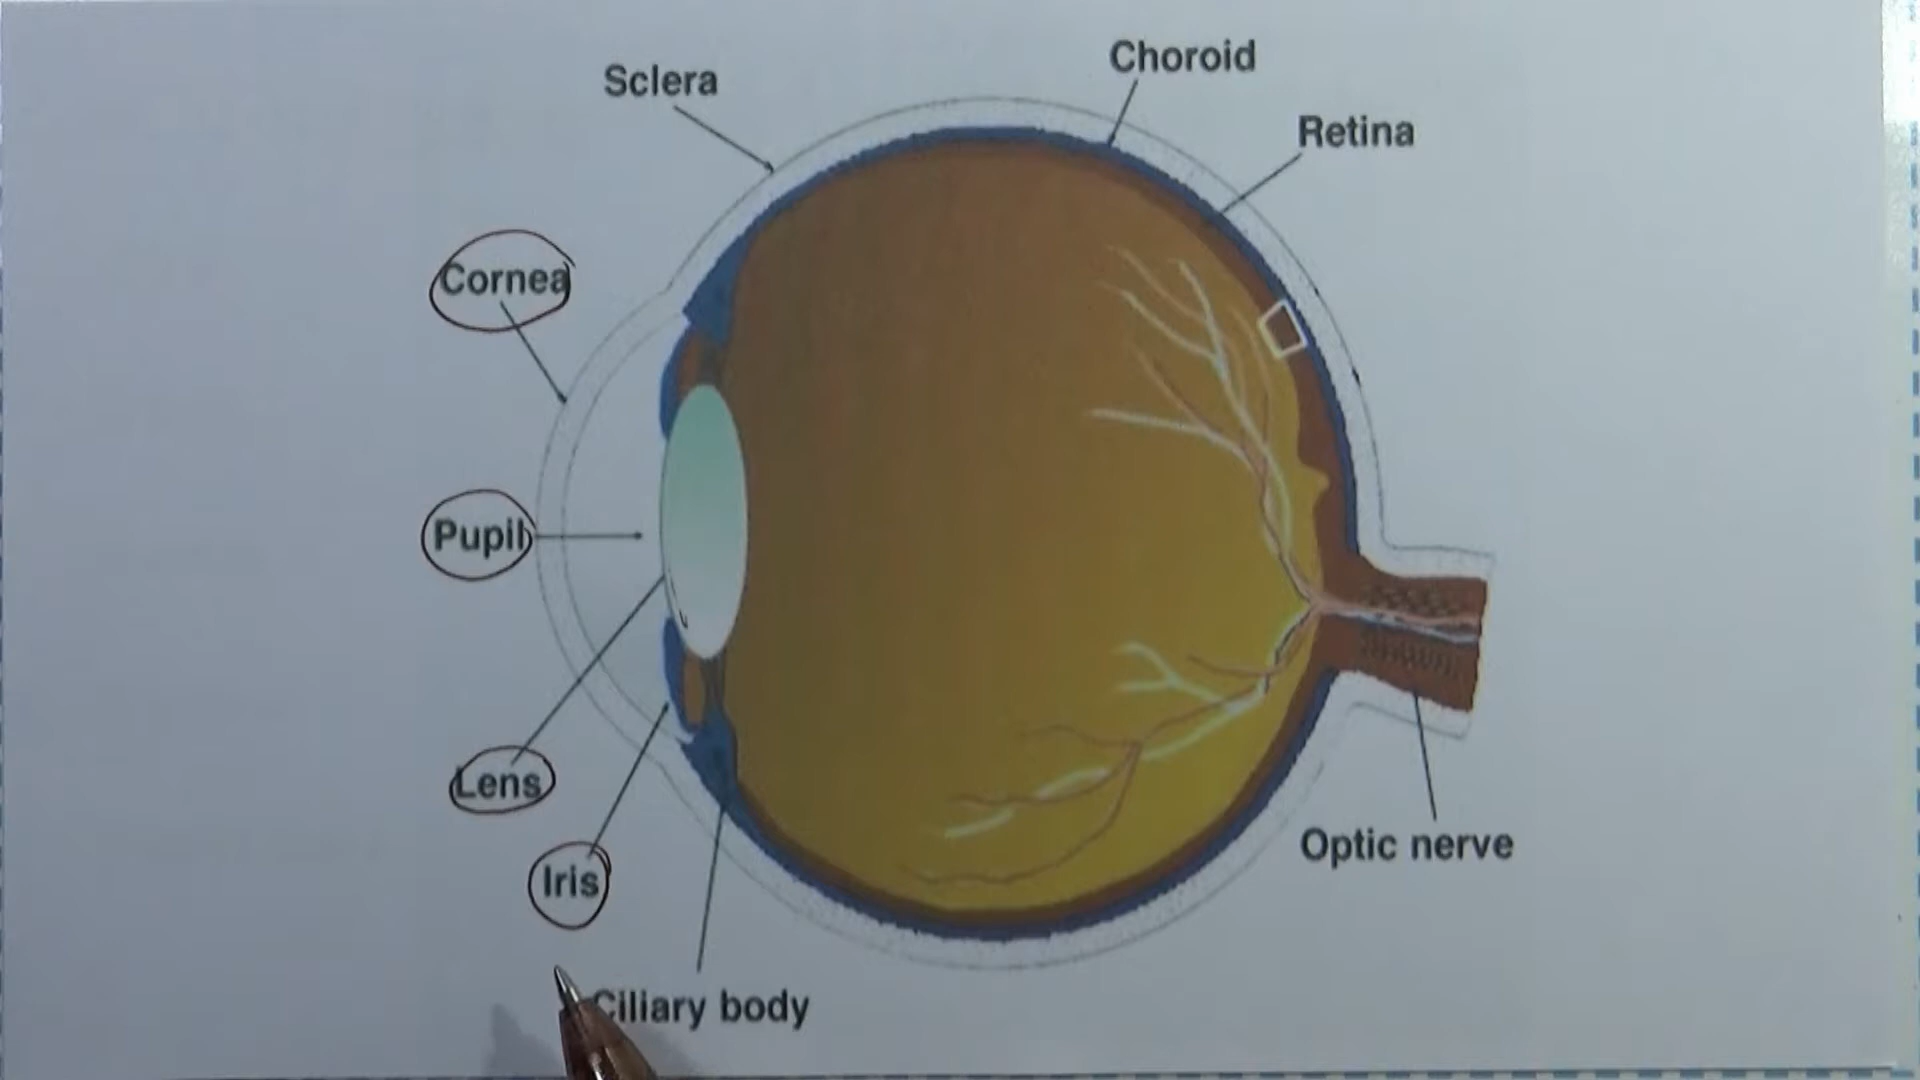 Choroid
Sclera
Retina
Cornea
Pupil
Lens
Optic nerve
Iris
Ciliary body